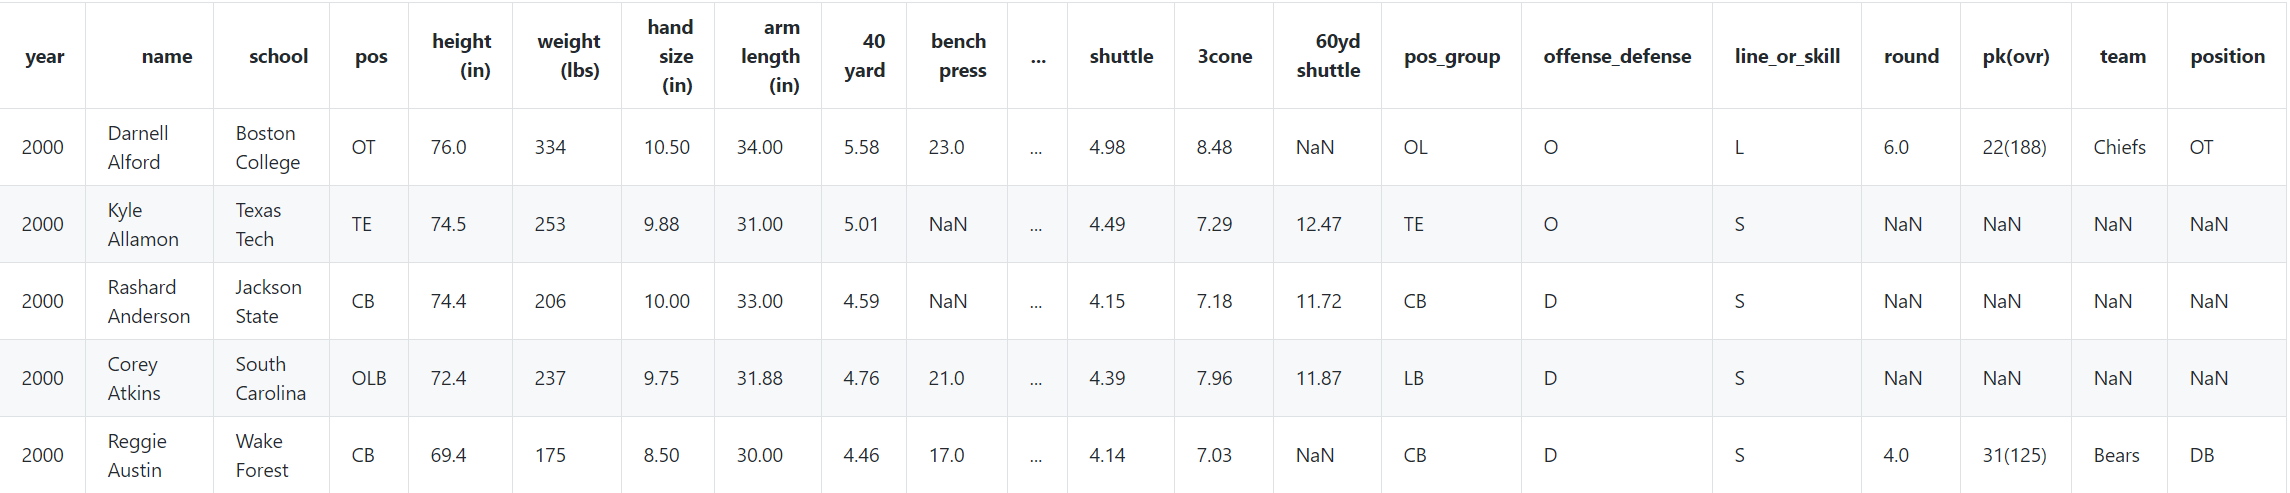 year name school pos height (in) weight (lbs) hand size (in) arm length (in) 40 yard bench press ... shuttle 3cone 60yd shuttle pos_group offense_defense line_or_skill round pk(ovr) team position
2000 Darnell Alford Boston College OT 76.0 334 10.50 34.00 5.58 23.0 ... 4.98 8.48 NaN OL O L 6.0 22(188) Chiefs OT
2000 Kyle Allamon Texas Tech TE 74.5 253 9.88 31.00 5.01 NaN ... 4.49 7.29 12.47 TE O S NaN NaN NaN NaN
2000 Rashard Anderson Jackson State CB 74.4 206 10.00 33.00 4.59 NaN ... 4.15 7.18 11.72 CB D S NaN NaN NaN NaN
2000 Corey Atkins South Carolina OLB 72.4 237 9.75 31.88 4.76 21.0 ... 4.39 7.96 11.87 LB D S NaN NaN NaN NaN
2000 Reggie Austin Wake Forest CB 69.4 175 8.50 30.00 4.46 17.0 ... 4.14 7.03 NaN CB D S 4.0 31(125) Bears DB